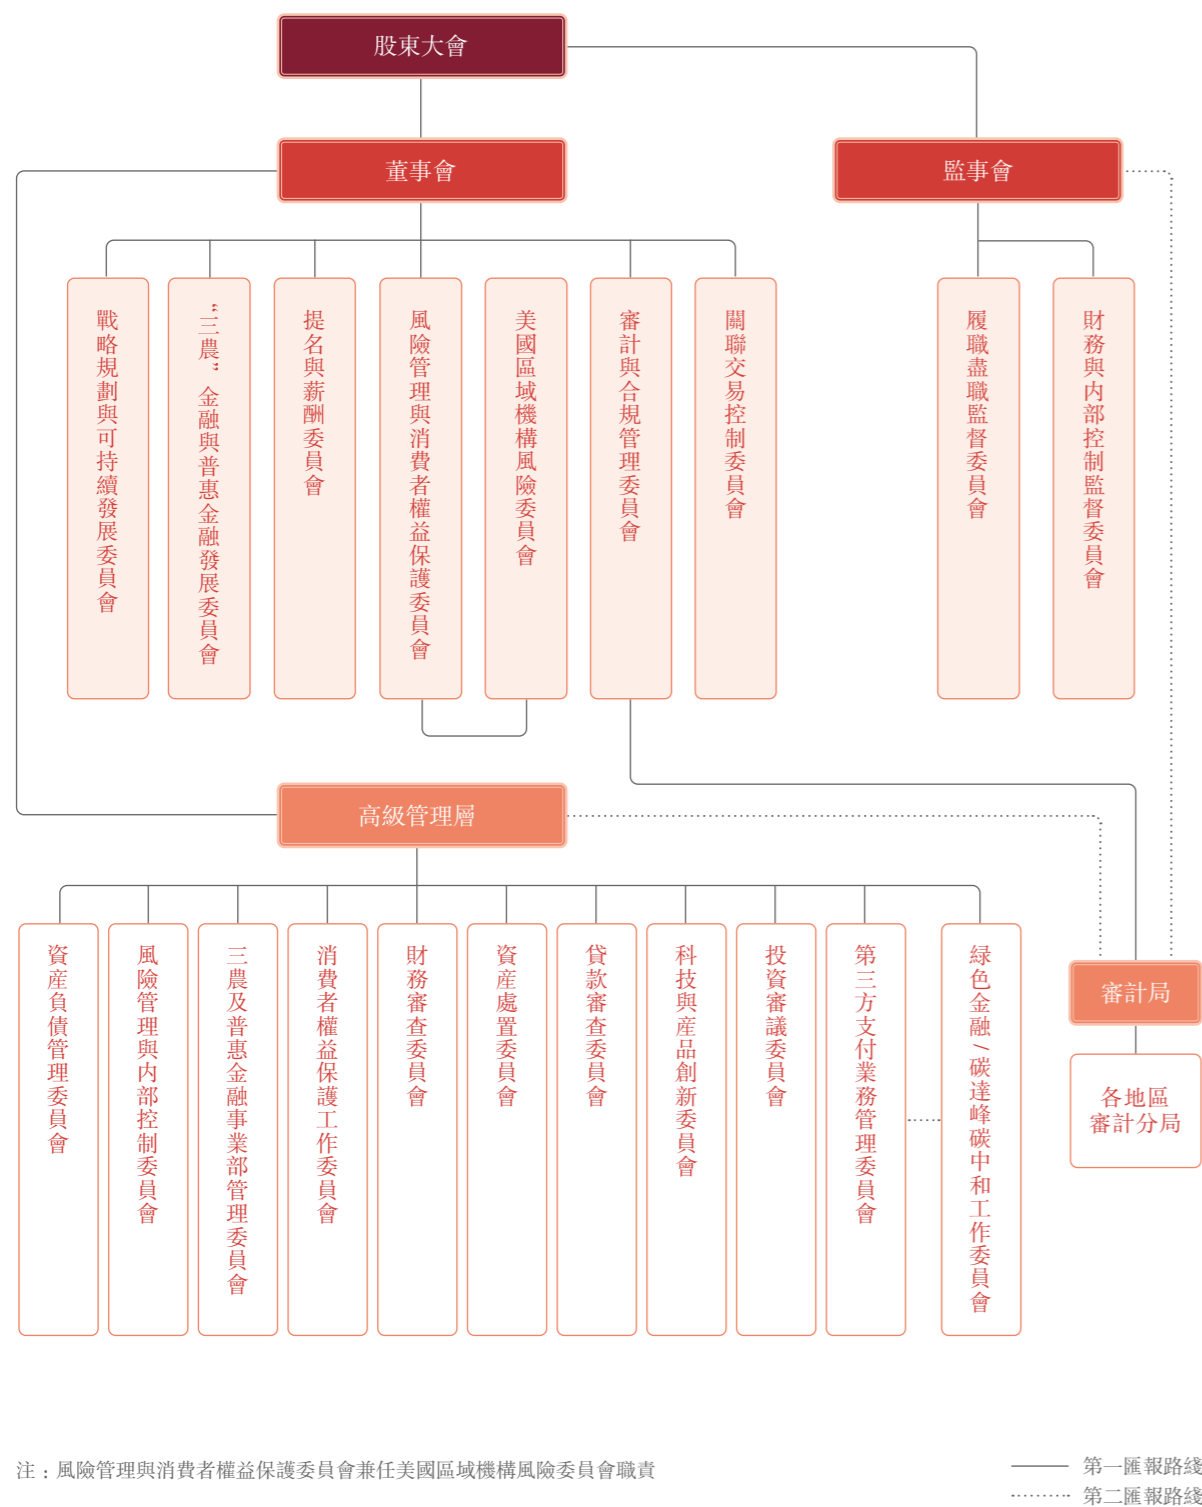 股東大會
董事會
監事會
戰略規劃與可持續發展委員會
“三農”金融與普惠金融發展委員會
提名與薪酬委員會
風險管理與消費者權益保護委員會
美國區域機構風險委員會
審計與合規管理委員會
關聯交易控制委員會
履職盡職監督委員會
財務與内部控制監督委員會
高級管理層
資産負債管理委員會
風險管理與内部控制委員會
三農及普惠金融事業部管理委員會
消費者權益保護工作委員會
財務審查委員會
資産處置委員會
貸款審查委員會
科技與産品創新委員會
投資審議委員會
第三方支付業務管理委員會
緑色金融/碳達峰碳中和工作委員會
審計局
各地區
審計分局
注：風險管理與消費者權益保護委員會兼任美國區域機構風險委員會職責
第一匯報路綫
第二匯報路綫